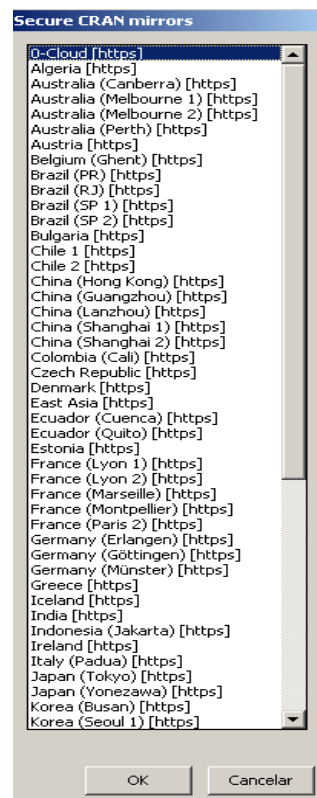 Secure CRAN mirrors
0-Cloud [https]
Algeria [https]
Australia (Canberra) [https]
Australia (Melbourne 1) [https]
Australia (Melbourne 2) [https]
Australia (Perth) [https]
Austria [https]
Belgium (Ghent) [https]
Brazil (PR) [https]
Brazil (RJ) [https]
Brazil (SP 1) [https]
Brazil (SP 2) [https]
Bulgaria [https]
Chile 1 [https]
Chile 2 [https]
China (Hong Kong) [https]
China (Guangzhou) [https]
China (Lanzhou) [https]
China (Shanghai 1) [https]
China (Shanghai 2) [https]
Colombia (Cali) [https]
Czech Republic [https]
Denmark [https]
East Asia [https]
Ecuador (Cuenca) [https]
Ecuador (Quito) [https]
Estonia [https]
France (Lyon 1) [https]
France (Lyon 2) [https]
France (Marseille) [https]
France (Montpellier) [https]
France (Paris 2) [https]
Germany (Erlangen) [https]
Germany (Göttingen) [https]
Germany (Münster) [https]
Greece [https]
Iceland [https]
India [https]
Indonesia (Jakarta) [https]
Ireland [https]
Italy (Padua) [https]
Japan (Tokyo) [https]
Japan (Yonezawa) [https]
Korea (Busan) [https]
Korea (Seoul 1) [https]
OK Cancelar